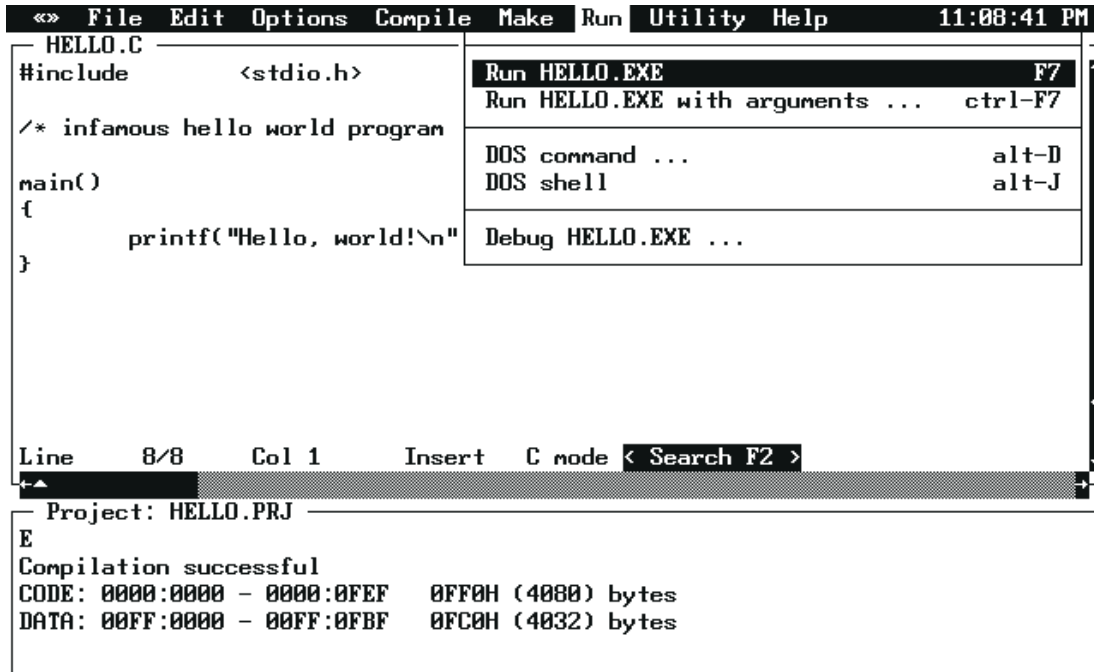 «» File Edit Options Compile Make Run Utility Help 11:08:41 PM
HELLO.C
#include <stdio.h>
/* infamous hello world program
main()
{
printf("Hello, world!\n"
}
Run HELLO.EXE F7
Run HELLO.EXE with arguments ... ctrl-F7
DOS command ... alt-D
DOS shell alt-J
Debug HELLO.EXE ...
Line 8/8 Col 1 Insert C mode < Search F2 >
Project: HELLO.PRJ
E
Compilation successful
CODE: 0000:0000 - 0000:0FEF 0FF0H (4080) bytes
DATA: 00FF:0000 - 00FF:0FBF 0FC0H (4032) bytes